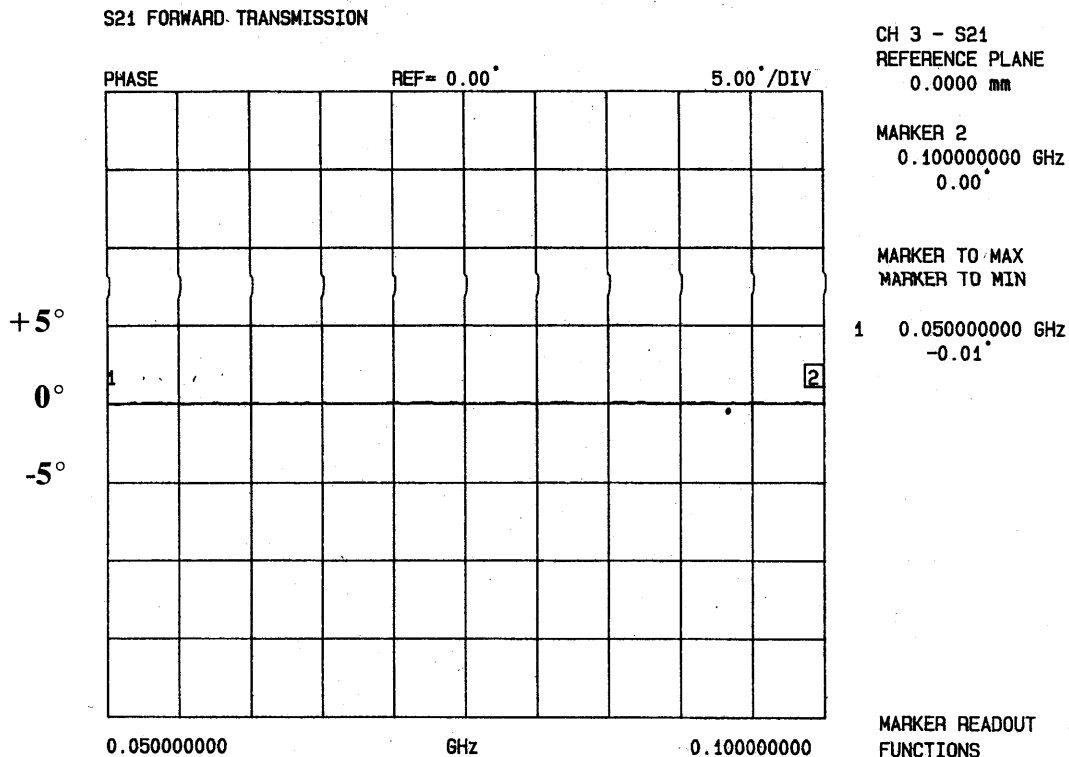 S21 FORWARD TRANSMISSION
PHASE REF= 0.00° 5.00°/DIV
+5°
0°
-5°
1
2
0.050000000 GHz 0.100000000
CH 3 - S21
REFERENCE PLANE
0.0000 mm
MARKER 2
0.100000000 GHz
0.00°
MARKER TO MAX
MARKER TO MIN
1 0.050000000 GHz
-0.01°
MARKER READOUT
FUNCTIONS